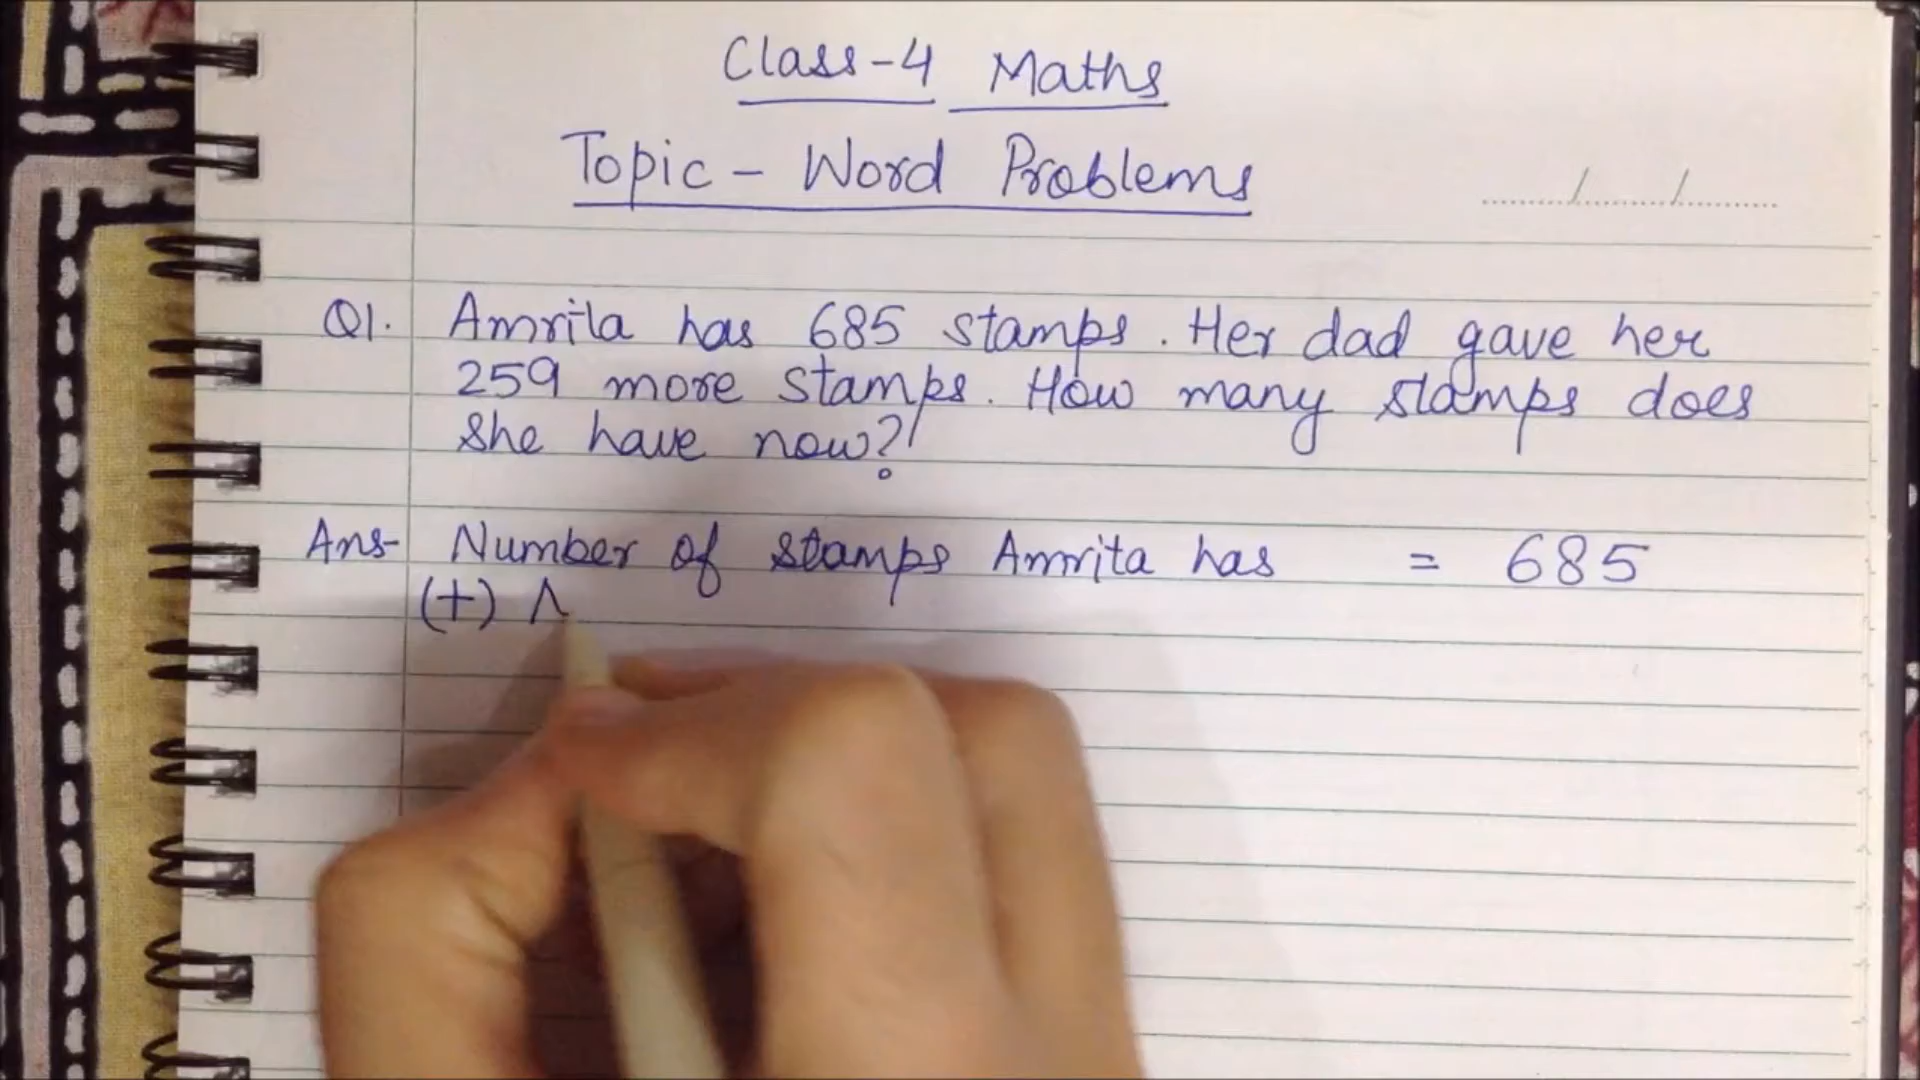 Class-4 Maths
Topic - Word Problems
Q1. Amrita has 685 stamps. Her dad gave her
259 more stamps. How many stamps does
she have now?
Ans- Number of stamps Amrita has = 685
(+)